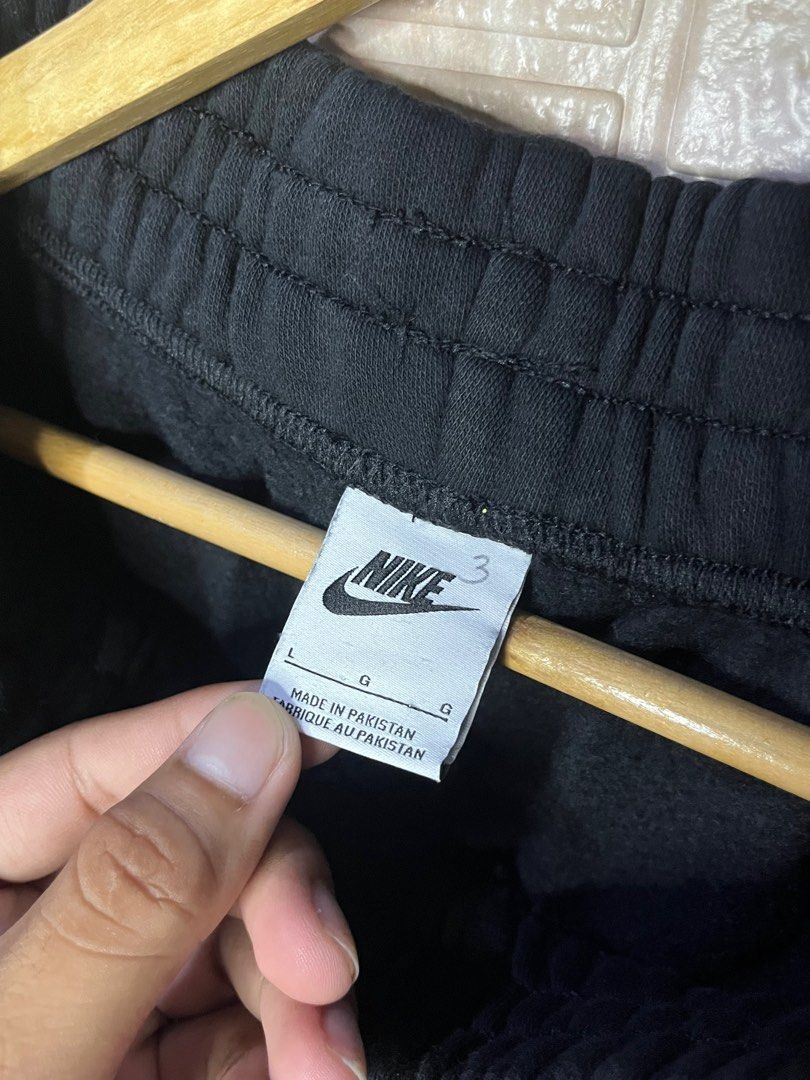 NIKE 3
L G G
MADE IN PAKISTAN
FABRIQUE AU PAKISTAN